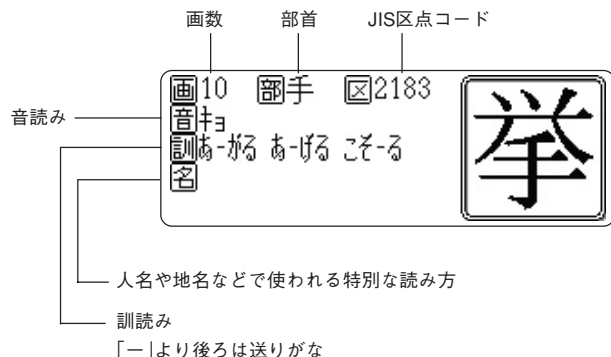 画数 部首 JIS区点コード
画10 部手 区2183
音読み
音キョ
訓あ-がる あ-げる こぞ-る
名
挙
人名や地名などで使われる特別な読み方
訓読み
「ー」より後ろは送りがな